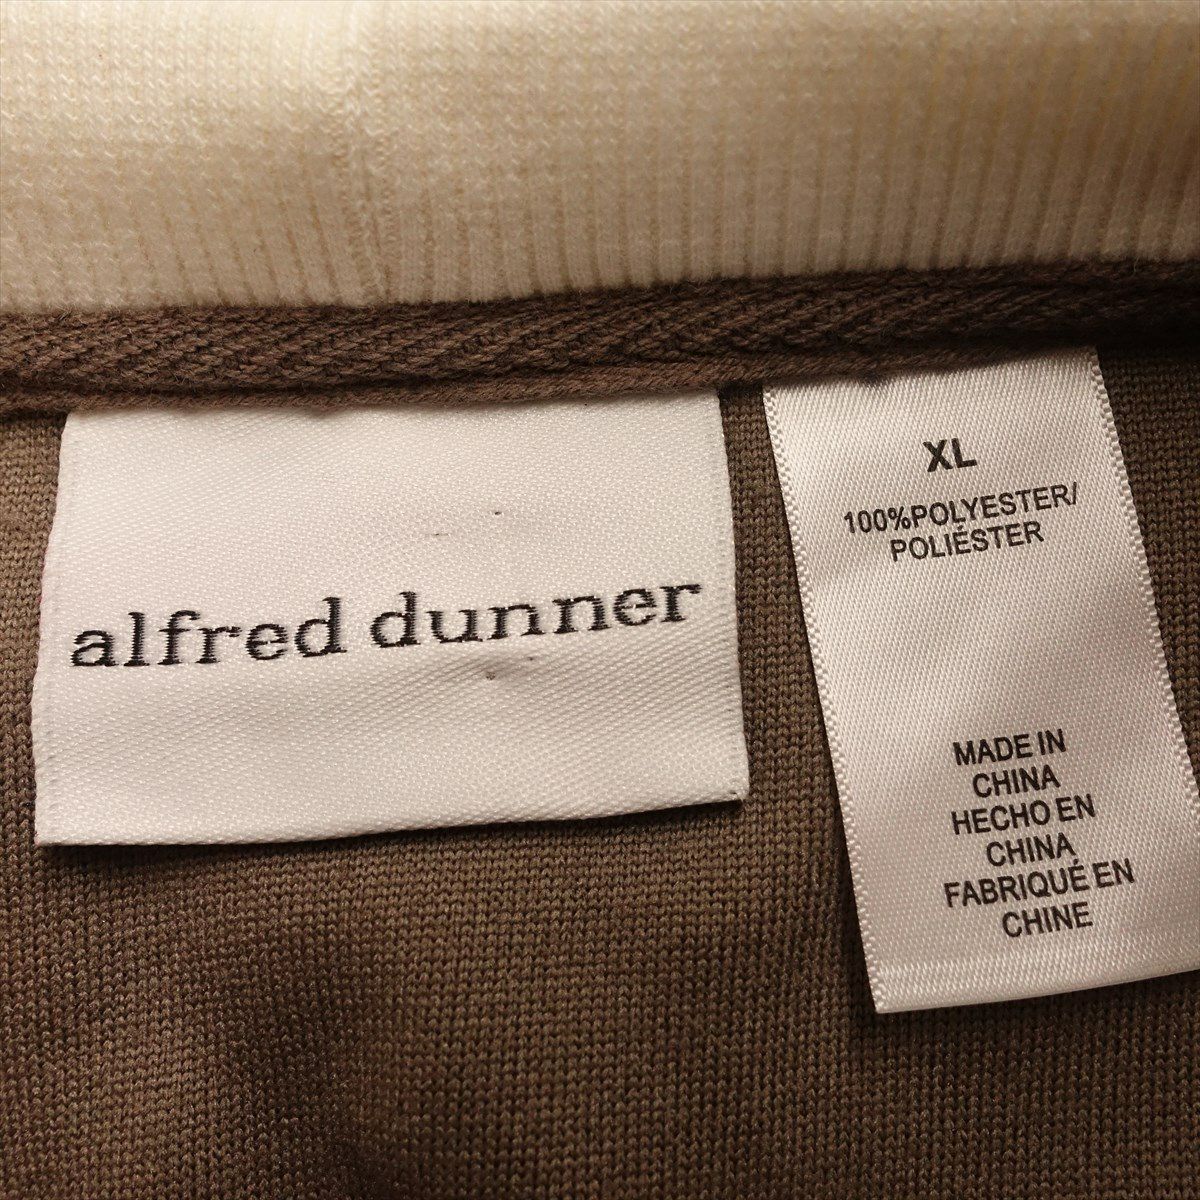 alfred dunner
XL
100%POLYESTER/
POLIÉSTER
MADE IN
CHINA
HECHO EN
CHINA
FABRIQUÉ EN
CHINE